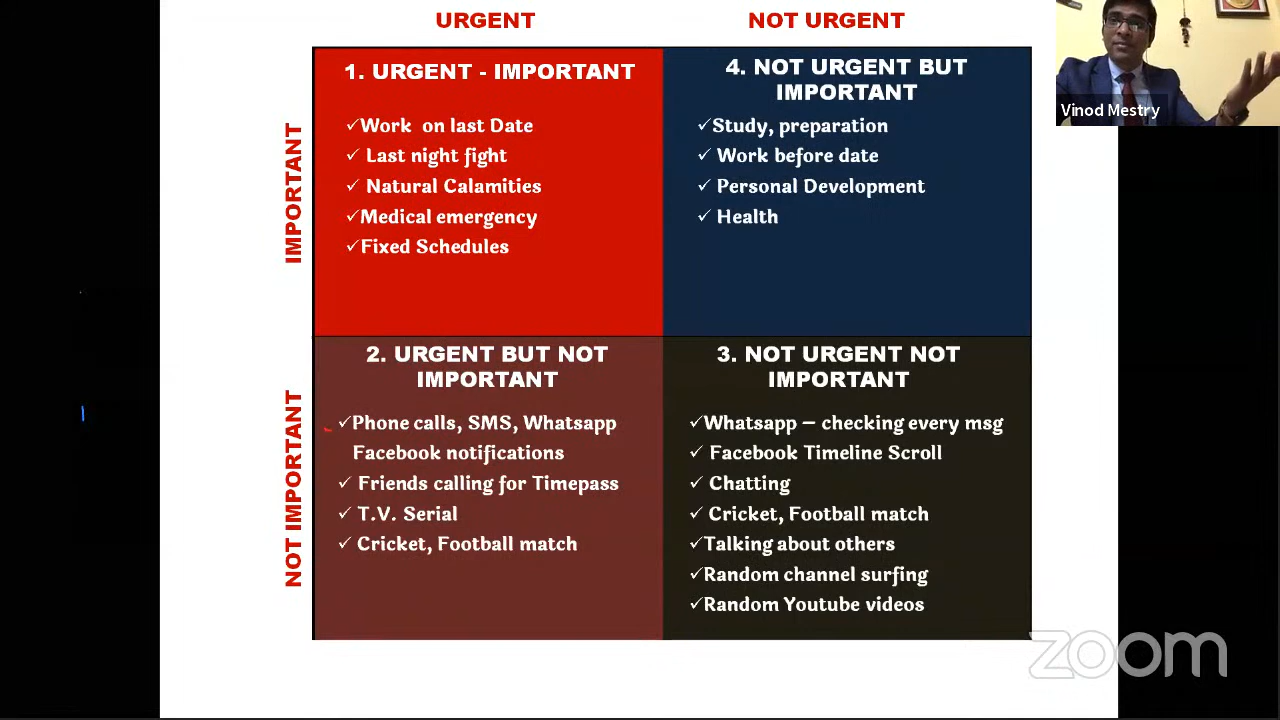 URGENT
NOT URGENT
Vinod Mestry
IMPORTANT
1. URGENT - IMPORTANT
✓Work on last Date
✓ Last night fight
✓ Natural Calamities
✓Medical emergency
✓Fixed Schedules
4. NOT URGENT BUT
IMPORTANT
✓Study, preparation
✓ Work before date
✓ Personal Development
✓ Health
NOT IMPORTANT
2. URGENT BUT NOT
IMPORTANT
✓Phone calls, SMS, Whatsapp
Facebook notifications
✓ Friends calling for Timepass
✓ T.V. Serial
✓ Cricket, Football match
3. NOT URGENT NOT
IMPORTANT
✓Whatsapp – checking every msg
✓ Facebook Timeline Scroll
✓ Chatting
✓ Cricket, Football match
✓Talking about others
✓Random channel surfing
✓Random Youtube videos
zoom